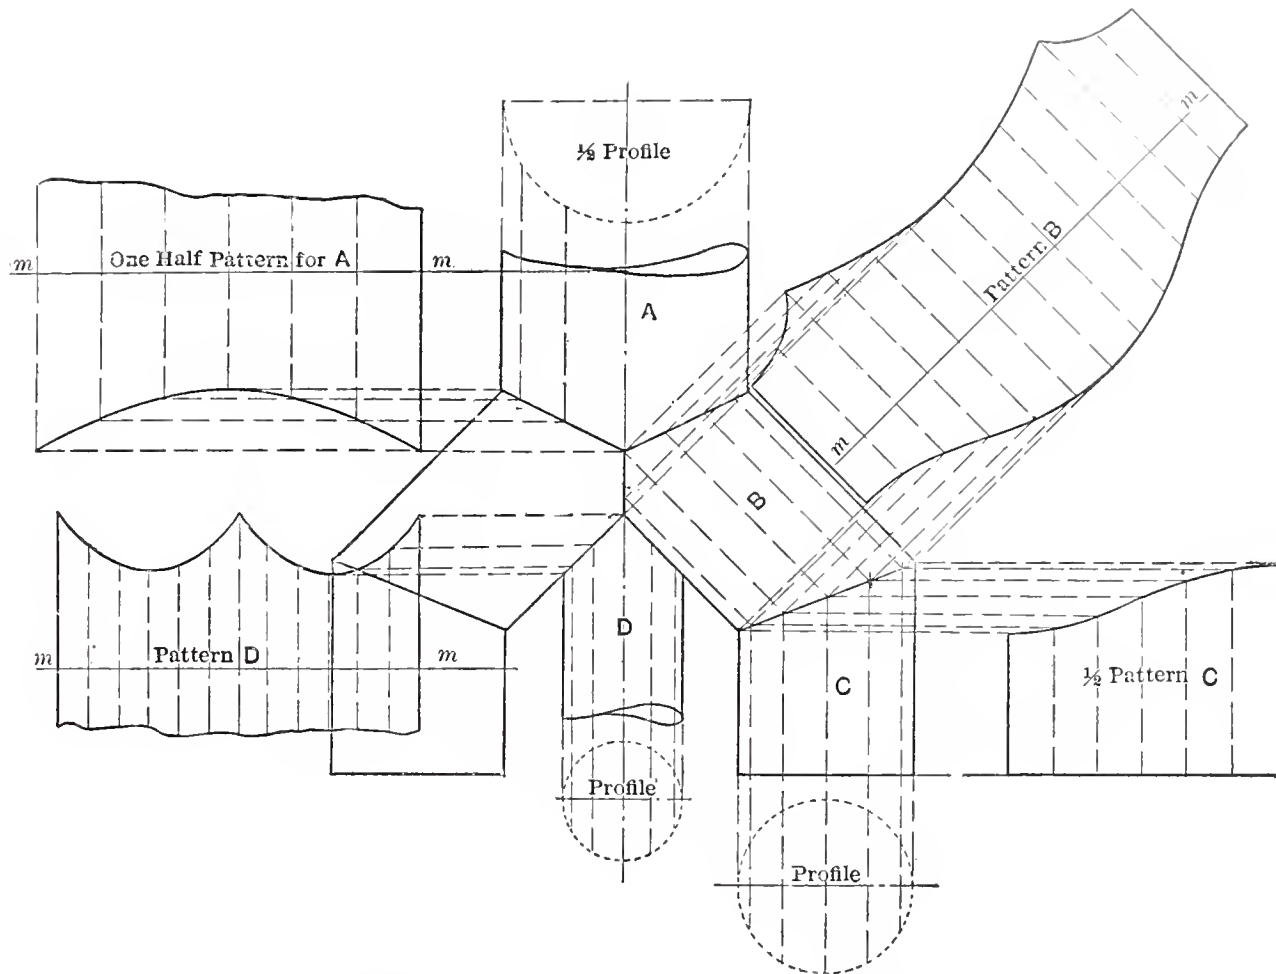 ½ Profile
m
One Half Pattern for A
m
A
m
Pattern B
m
B
m
Pattern D
m
D
C
½ Pattern C
Profile
Profile